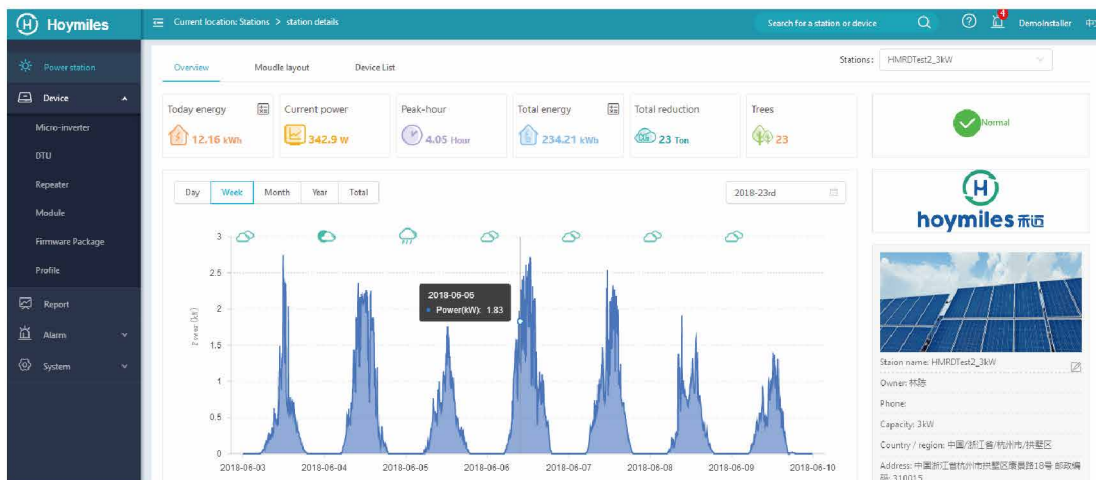 Hoymiles
Current location: Stations > station details
Search for a station or device
4
DemoInstaller
中文
Power station
Device
Micro-inverter
DTU
Repeater
Module
Firmware Package
Profile
Report
Alarm
System
Overview
Moudle layout
Device List
Stations:
HMRDTest2_3kW
Today energy
12.16 kWh
Current power
342.9 W
Peak-hour
4.05 Hour
Total energy
234.21 kWh
Total reduction
23 Ton
Trees
23
Normal
Day
Week
Month
Year
Total
2018-23rd
hoymiles 禾迈
Power (kW)
3
2.5
2
1.5
1
0.5
0
2018-06-06
Power(kW): 1.83
2018-06-03
2018-06-04
2018-06-05
2018-06-06
2018-06-07
2018-06-08
2018-06-09
2018-06-10
Staion name: HMRDTest2_3kW
Owner: 林陈
Phone:
Capacity: 3kW
Country / region: 中国/浙江省/杭州市/拱墅区
Address: 中国浙江省杭州市拱墅区康景路18号 邮政编
码: 310015